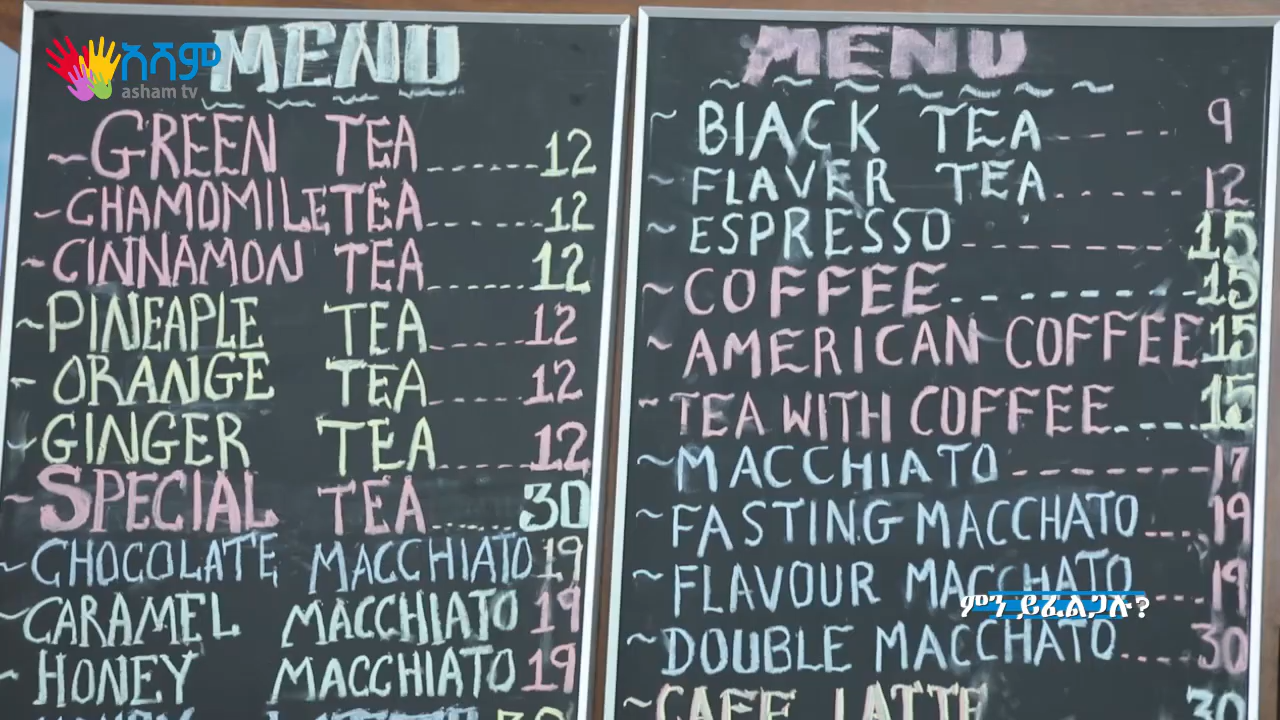 አሻም
asham tv
MENU
~GREEN TEA.......12
~CHAMOMILE TEA.......12
~CINNAMON TEA.......12
~PINEAPLE TEA.......12
~ORANGE TEA.......12
~GINGER TEA.......12
~SPECIAL TEA.......30
~CHOCOLATE MACCHIATO 19
~CARAMEL MACCHIATO 19
~HONEY MACCHIATO 19
MENU
~BLACK TEA------ 9
~FLAVER TEA------ 12
~ESPRESSO------- 15
~COFFEE--------15
~AMERICAN COFFEE 15
~TEA WITH COFFEE....15
~MACCHIATO-------17
~FASTING MACCHATO...19
~FLAVOUR MACCHATO...19
~DOUBLE MACCHATO....30
CAFE LATTE 30
ምን ይፈልጋሉ?